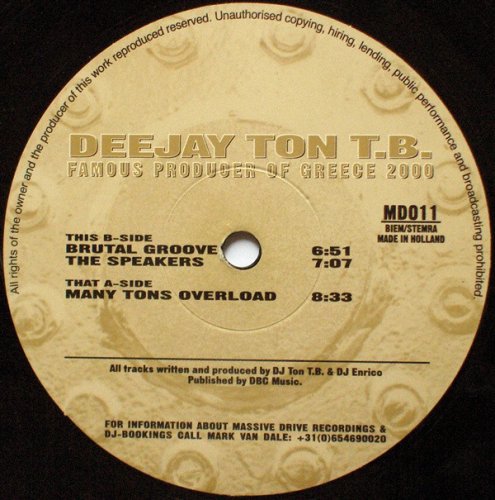 All rights of the owner and the producer of this work reproduced reserved. Unauthorised copying, hiring, lending, public performance and broadcasting prohibited.
DEEJAY TON T.B.
FAMOUS PRODUCER OF GREECE 2000
MD011
BIEM/STEMRA
MADE IN HOLLAND
THIS B-SIDE
BRUTAL GROOVE 6:51
THE SPEAKERS 7:07
THAT A-SIDE
MANY TONS OVERLOAD 8:33
All tracks written and produced by DJ Ton T.B. & DJ Enrico
Published by DBC Music.
FOR INFORMATION ABOUT MASSIVE DRIVE RECORDINGS &
DJ-BOOKINGS CALL MARK VAN DALE: +31(0)654690020